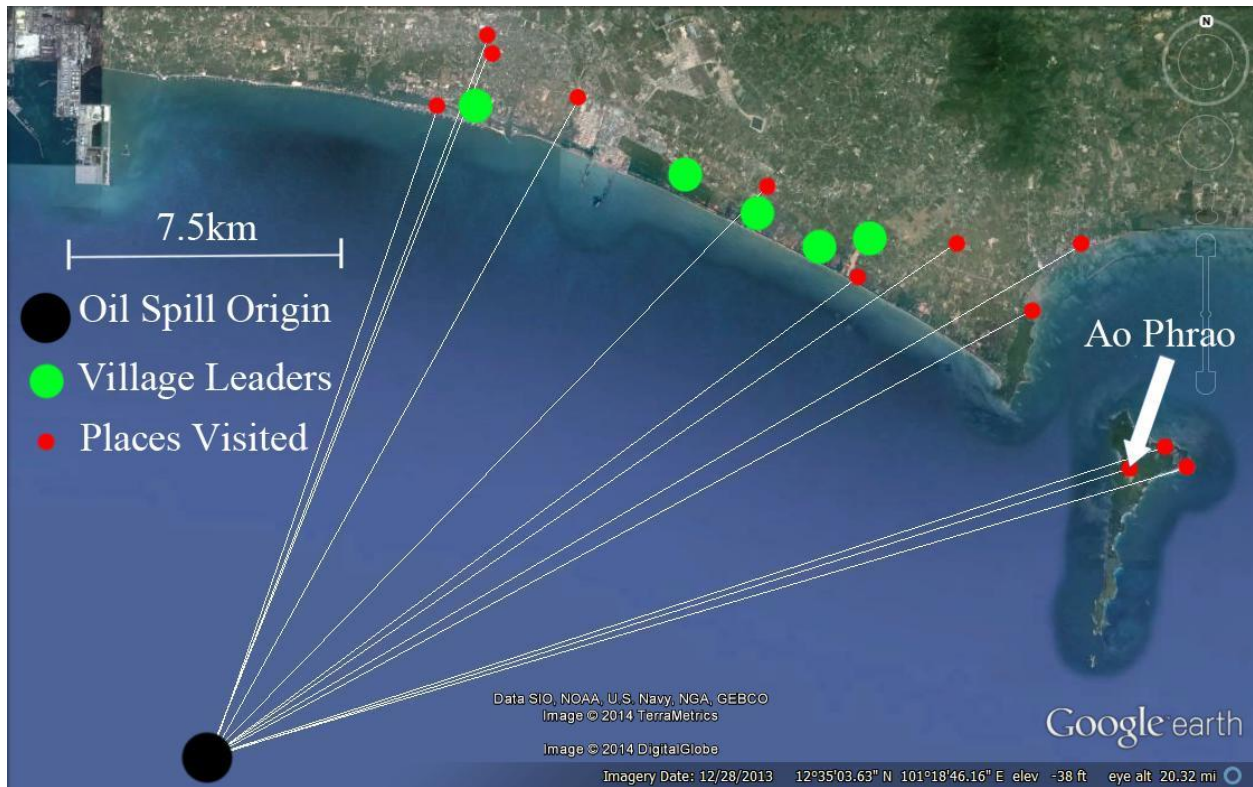 N
7.5km
Oil Spill Origin
Village Leaders
Places Visited
Ao Phrao
Data SIO, NOAA, U.S. Navy, NGA, GEBCO
Image © 2014 TerraMetrics
Image © 2014 DigitalGlobe
Google earth
Imagery Date: 12/28/2013 12°35'03.63" N 101°18'46.16" E elev -38 ft eye alt 20.32 mi